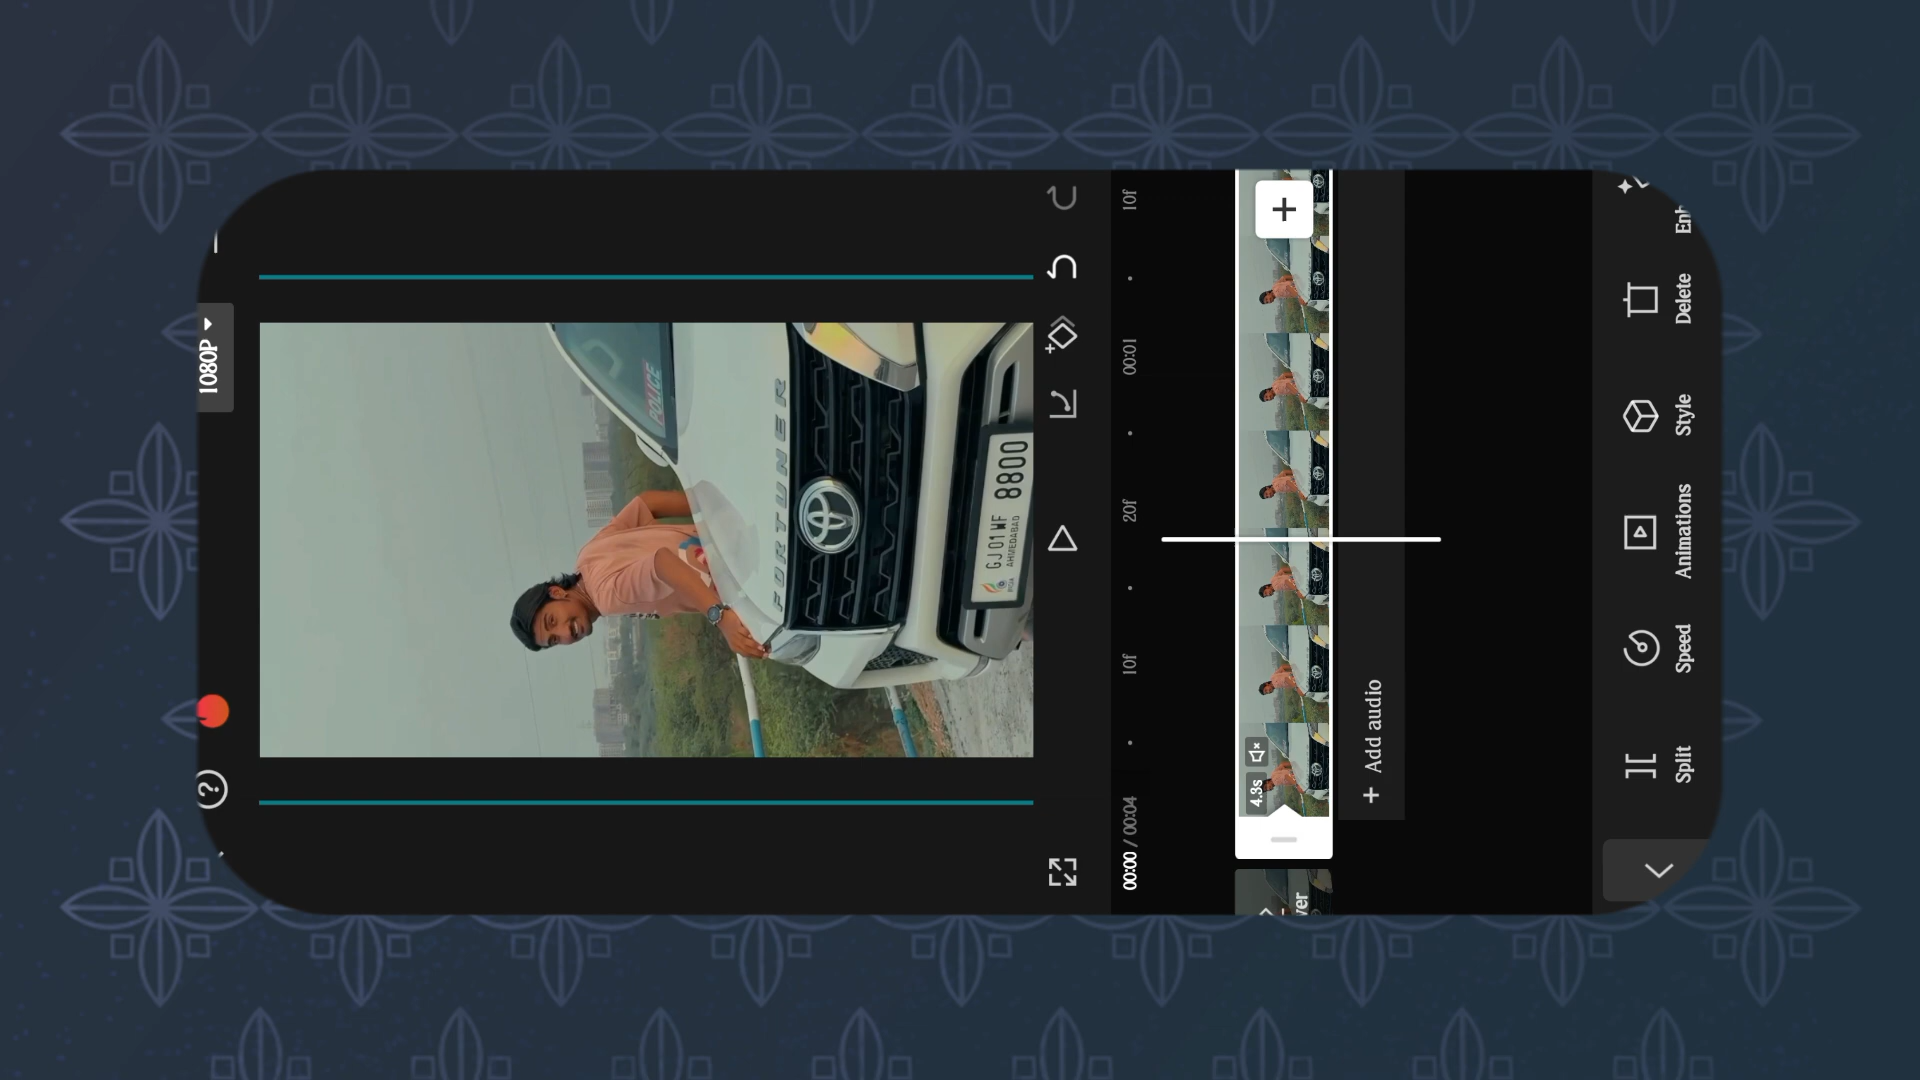 1080P
POLICE
FORTUNER
GJ 01 WF 8800
AHMEDABAD
00:00 / 00:04
10f
20f
00:01
10f
4.3s
+ Add audio
Split
Speed
Animations
Style
Delete